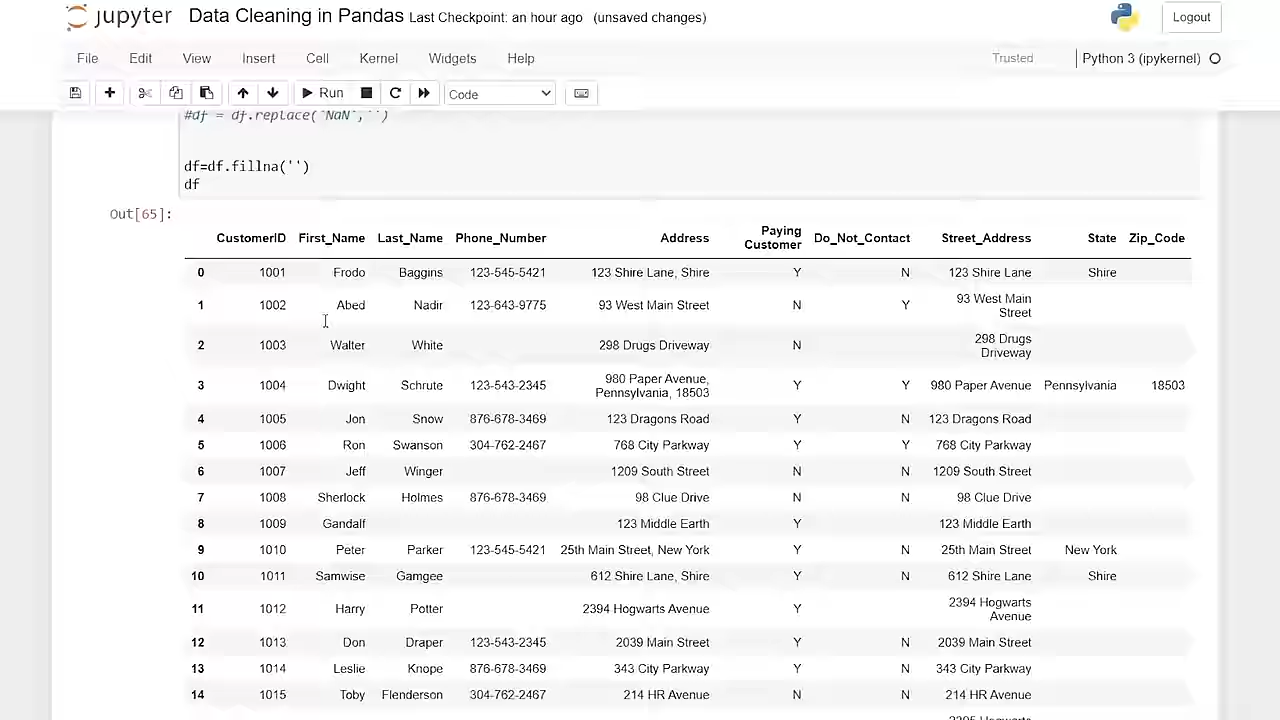 jupyter Data Cleaning in Pandas Last Checkpoint: an hour ago (unsaved changes) Logout
File Edit View Insert Cell Kernel Widgets Help Trusted Python 3 (ipykernel)
Run Code
#df = df.replace('NaN','')
df=df.fillna('')
df
Out[65]:
CustomerID First_Name Last_Name Phone_Number Address Paying Customer Do_Not_Contact Street_Address State Zip_Code
0 1001 Frodo Baggins 123-545-5421 123 Shire Lane, Shire Y N 123 Shire Lane Shire
1 1002 Abed Nadir 123-643-9775 93 West Main Street N Y 93 West Main Street
2 1003 Walter White 298 Drugs Driveway N 298 Drugs Driveway
3 1004 Dwight Schrute 123-543-2345 980 Paper Avenue, Pennsylvania, 18503 Y Y 980 Paper Avenue Pennsylvania 18503
4 1005 Jon Snow 876-678-3469 123 Dragons Road Y N 123 Dragons Road
5 1006 Ron Swanson 304-762-2467 768 City Parkway Y Y 768 City Parkway
6 1007 Jeff Winger 1209 South Street N N 1209 South Street
7 1008 Sherlock Holmes 876-678-3469 98 Clue Drive N N 98 Clue Drive
8 1009 Gandalf 123 Middle Earth Y 123 Middle Earth
9 1010 Peter Parker 123-545-5421 25th Main Street, New York Y N 25th Main Street New York
10 1011 Samwise Gamgee 612 Shire Lane, Shire Y N 612 Shire Lane Shire
11 1012 Harry Potter 2394 Hogwarts Avenue Y 2394 Hogwarts Avenue
12 1013 Don Draper 123-543-2345 2039 Main Street Y N 2039 Main Street
13 1014 Leslie Knope 876-678-3469 343 City Parkway Y N 343 City Parkway
14 1015 Toby Flenderson 304-762-2467 214 HR Avenue N N 214 HR Avenue